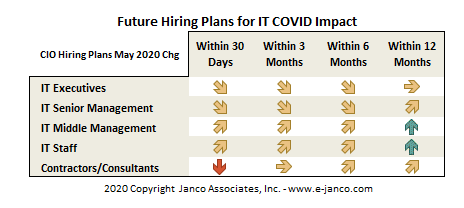 Future Hiring Plans for IT COVID Impact
CIO Hiring Plans May 2020 Chg
Within 30 Days
Within 3 Months
Within 6 Months
Within 12 Months
IT Executives
IT Senior Management
IT Middle Management
IT Staff
Contractors/Consultants
2020 Copyright Janco Associates, Inc. - www.e-janco.com